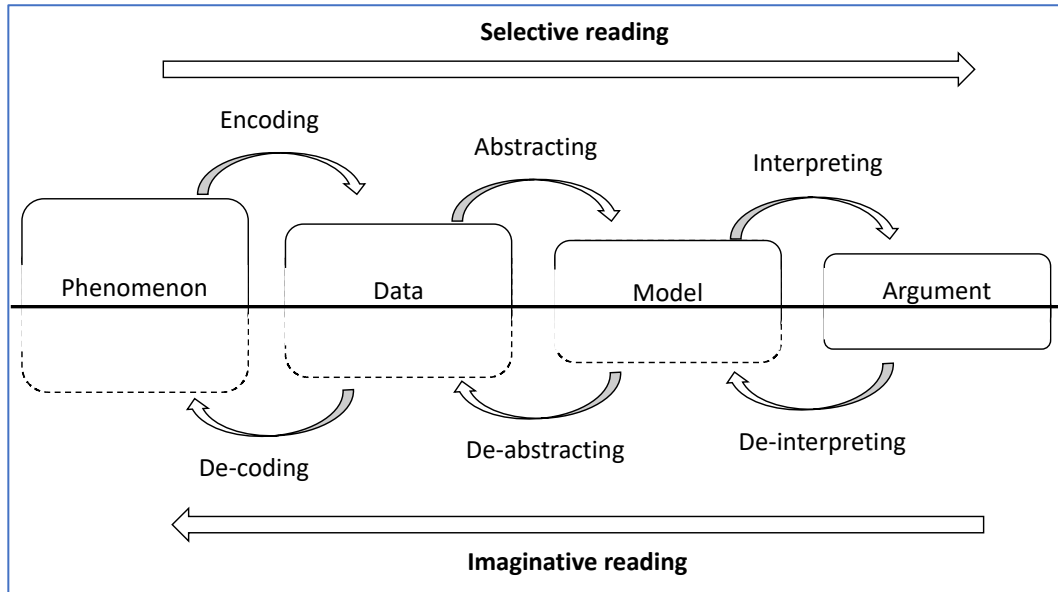 Selective reading
Encoding
Abstracting
Interpreting
Phenomenon
Data
Model
Argument
De-coding
De-abstracting
De-interpreting
Imaginative reading